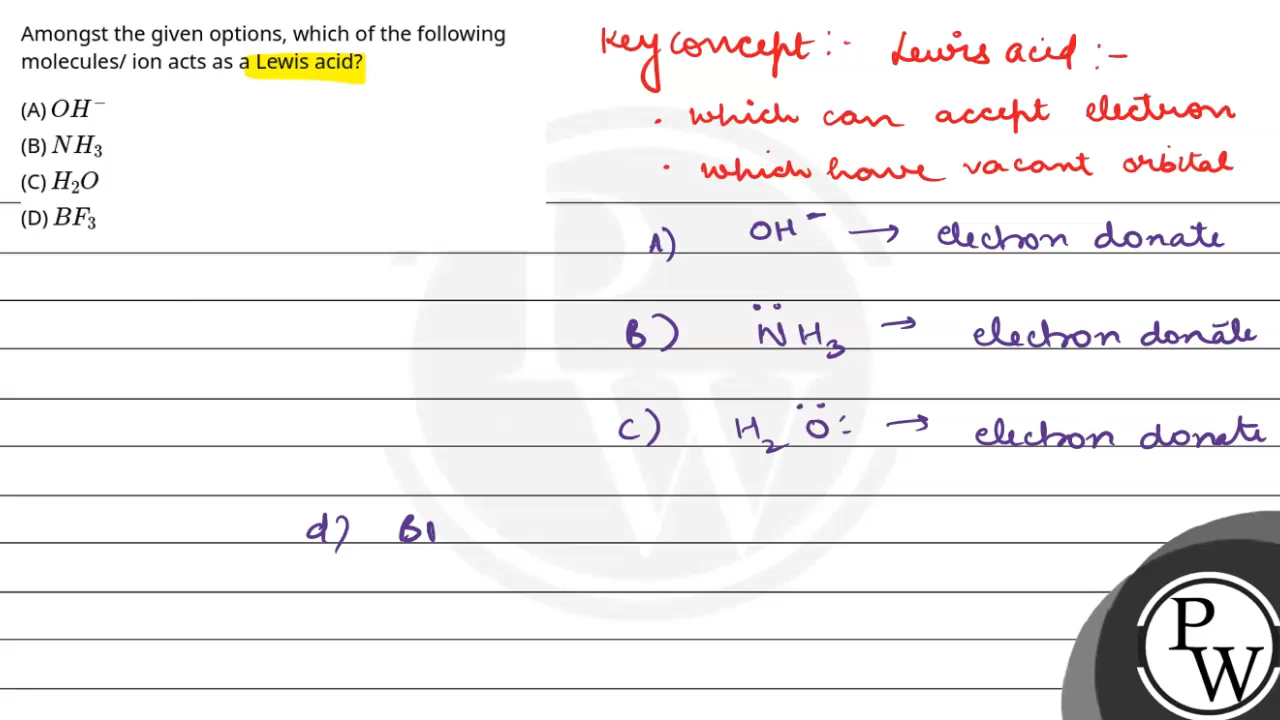 Amongst the given options, which of the following
molecules/ ion acts as a Lewis acid?
(A) OH⁻
(B) NH₃
(C) H₂O
(D) BF₃
Key concept :- Lewis acid :-
• which can accept electron
• which have vacant orbital
A) OH⁻ → electron donate
B) N̈H₃ → electron donate
C) H₂Ö: → electron donate
d) B
P
W
P
W